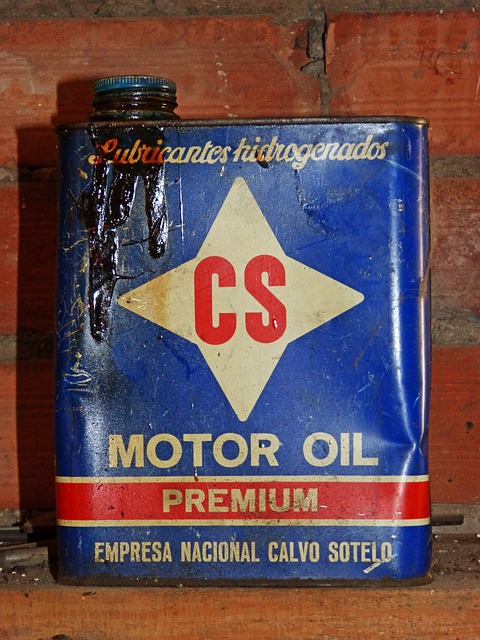 Lubricantes hidrogenados
CS
MOTOR OIL
PREMIUM
EMPRESA NACIONAL CALVO SOTELO